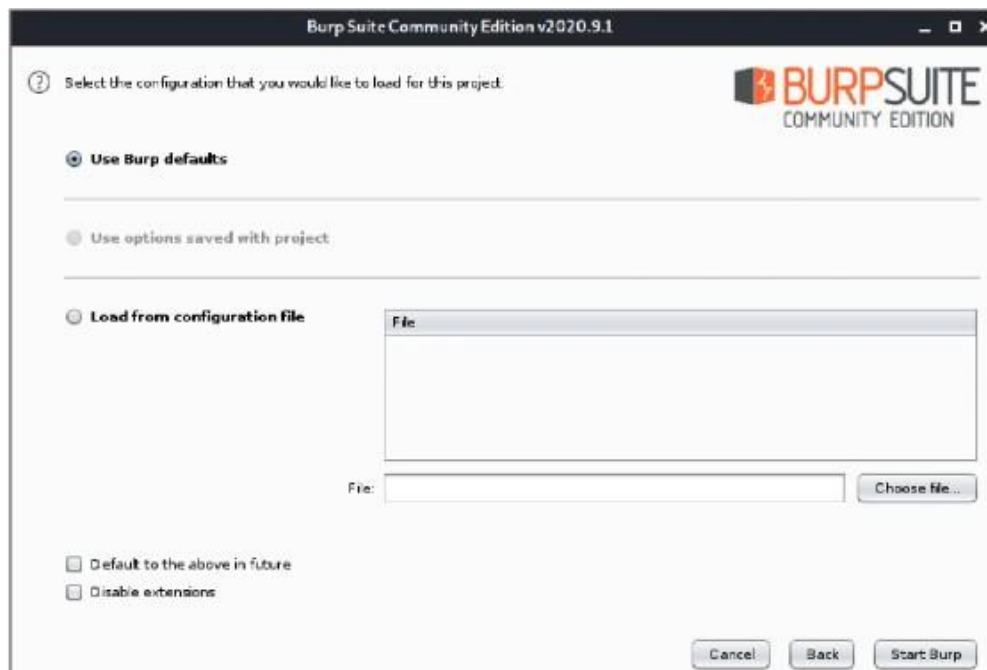 Burp Suite Community Edition v2020.9.1
Select the configuration that you would like to load for this project.
BURPSUITE
COMMUNITY EDITION
Use Burp defaults
Use options saved with project
Load from configuration file
File
File:
Choose file...
Default to the above in future
Disable extensions
Cancel Back Start Burp